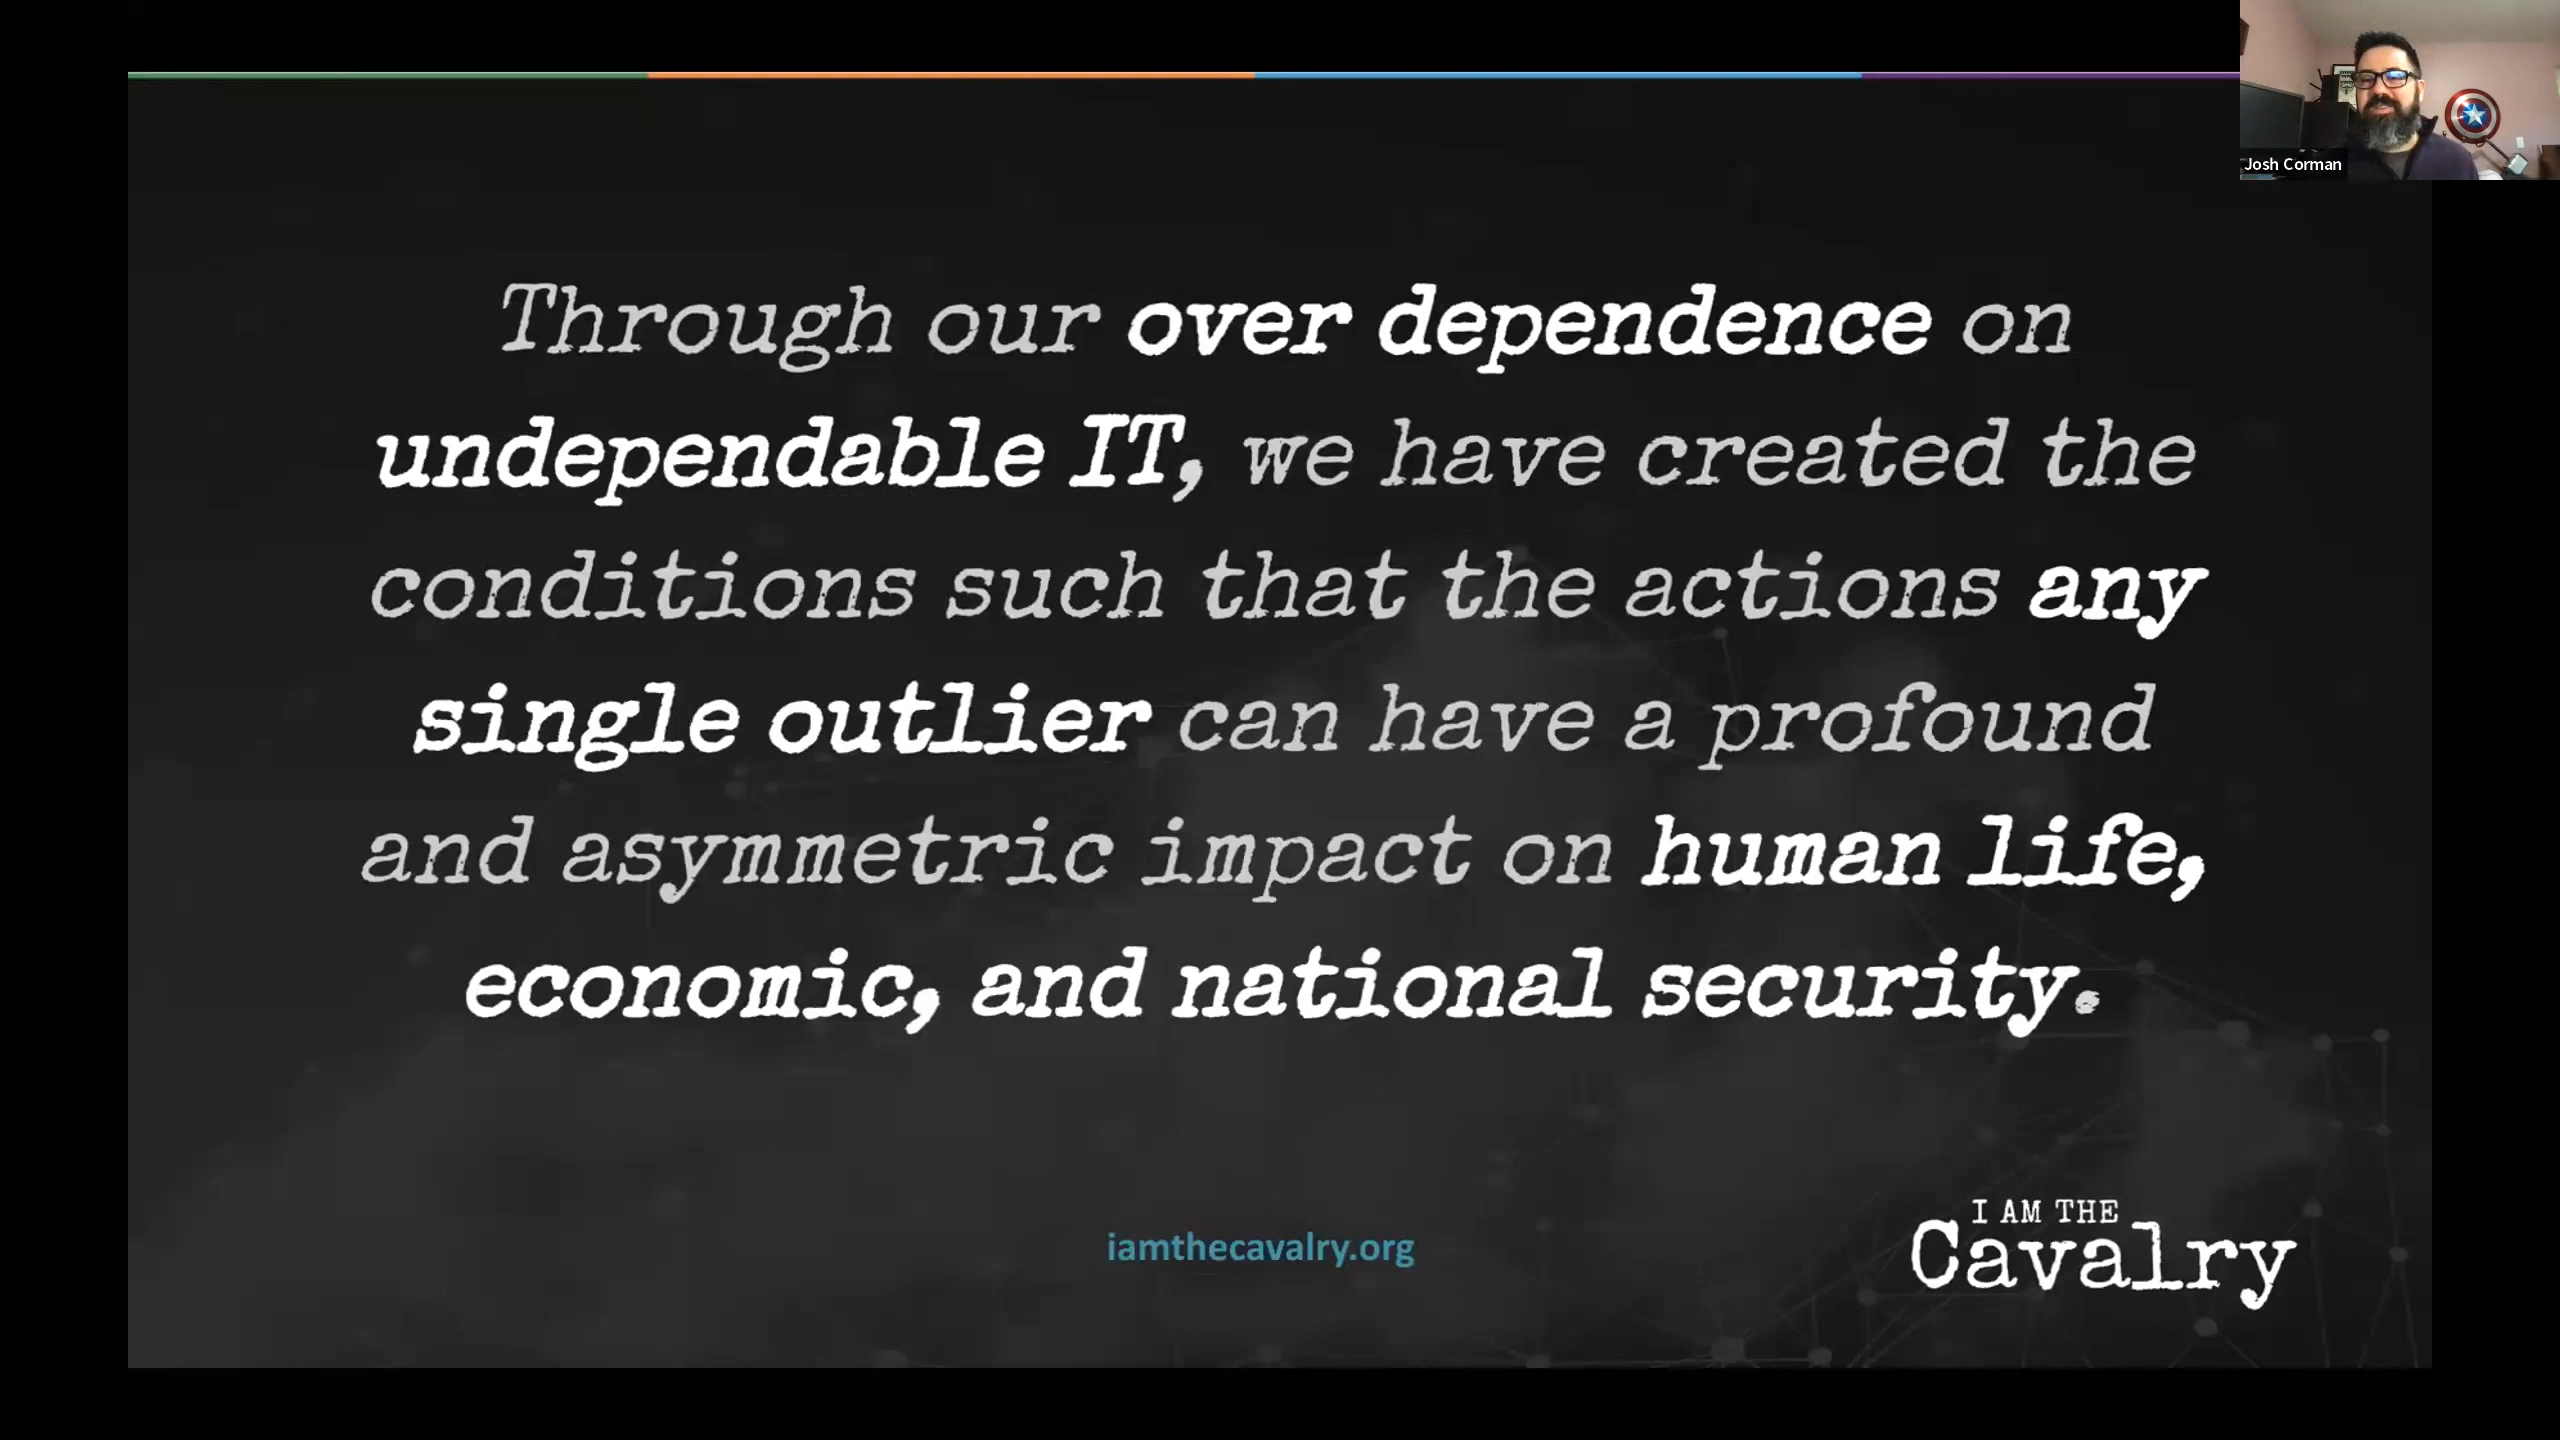 Josh Corman
Through our over dependence on
undependable IT, we have created the
conditions such that the actions any
single outlier can have a profound
and asymmetric impact on human life,
economic, and national security.
iamthecavalry.org
I AM THE
Cavalry